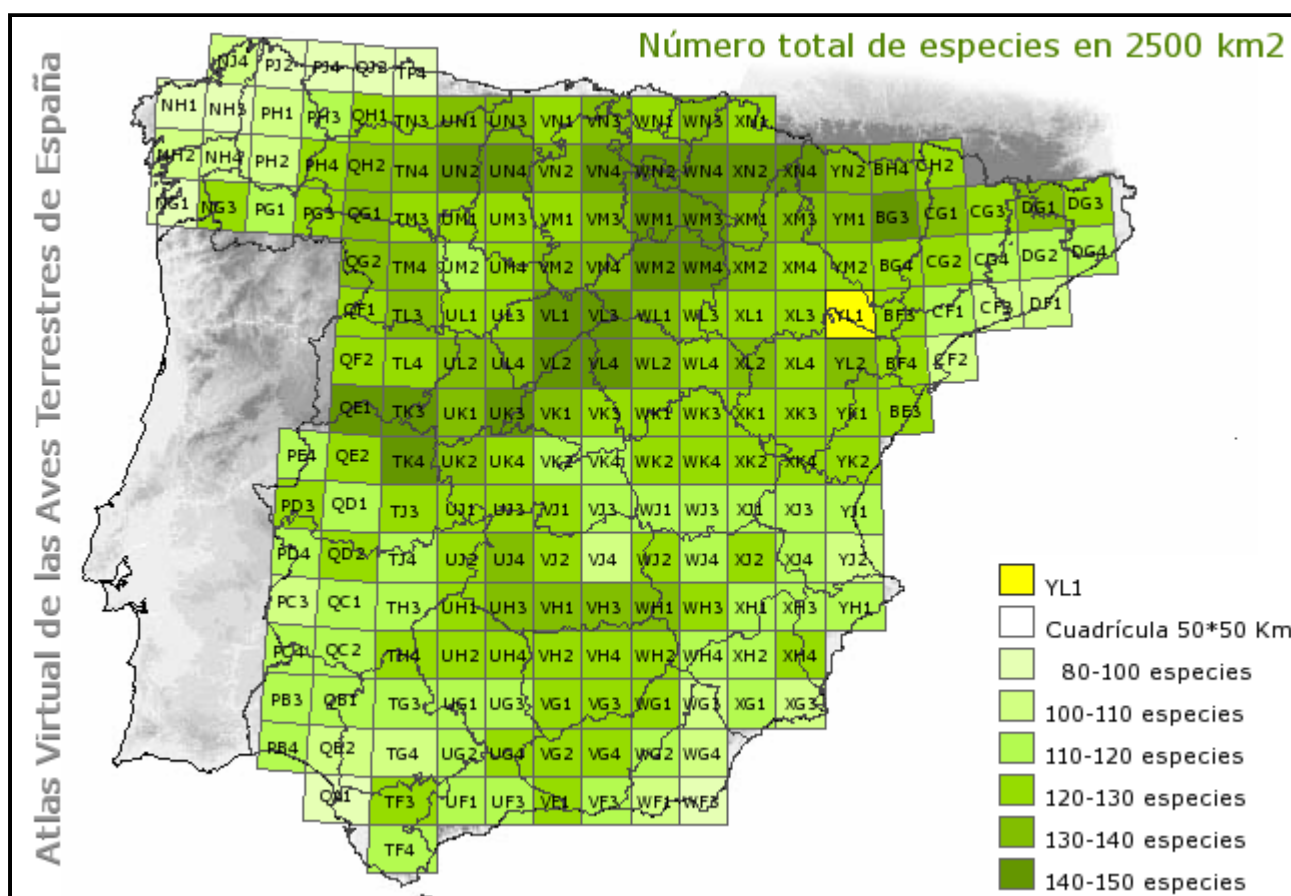 Número total de especies en 2500 km2
Atlas Virtual de las Aves Terrestres de España
NJ4 PJ2 PJ4 QJ2 TP4
NH1 NH3 PH1 PH3 QH1 TN3 UN1 UN3 VN1 VN3 WN1 WN3 XN1
NH2 NH4 PH2 PH4 QH2 TN4 UN2 UN4 VN2 VN4 WN2 WN4 XN2 XN4 YN2 BH4 CH2
NG1 NG3 PG1 PG3 QG1 TM3 UM1 UM3 VM1 VM3 WM1 WM3 XM1 XM3 YM1 BG3 CG1 CG3 DG1 DG3
QG2 TM4 UM2 UM4 VM2 VN4 WM2 WM4 XM2 XM4 YM2 BG4 CG2 CG4 DG2 DG4
QF1 TL3 UL1 UL3 VL1 VL3 WL1 WL3 XL1 XL3 YL1 BF3 CF1 CF3 DF1
QF2 TL4 UL2 UL4 VL2 VL4 WL2 WL4 XL2 XL4 YL2 BF4 CF2
QE1 TK3 UK1 UK3 VK1 VK3 WK1 WK3 XK1 XK3 YK1 BE3
PE4 QE2 TK4 UK2 UK4 VK2 VK4 WK2 WK4 XK2 XK4 YK2
PD3 QD1 TJ3 UJ1 UJ3 VJ1 VJ3 WJ1 WJ3 XJ1 XJ3 YJ1
PD4 QD2 TJ4 UJ2 UJ4 VJ2 VJ4 WJ2 WJ4 XJ2 XJ4 YJ2
PC3 QC1 TH3 UH1 UH3 VH1 VH3 WH1 WH3 XH1 XH3 YH1
PC4 QC2 TH4 UH2 UH4 VH2 VH4 WH2 WH4 XH2 XH4
PB3 QB1 TG3 UG1 UG3 VG1 VG3 WG1 WG3 XG1 XG3
PB4 QB2 TG4 UG2 UG4 VG2 VG4 WG2 WG4
QA1 TF3 UF1 UF3 VF1 VF3 WF1 WF3
TF4
YL1
Cuadrícula 50*50 Km
80-100 especies
100-110 especies
110-120 especies
120-130 especies
130-140 especies
140-150 especies